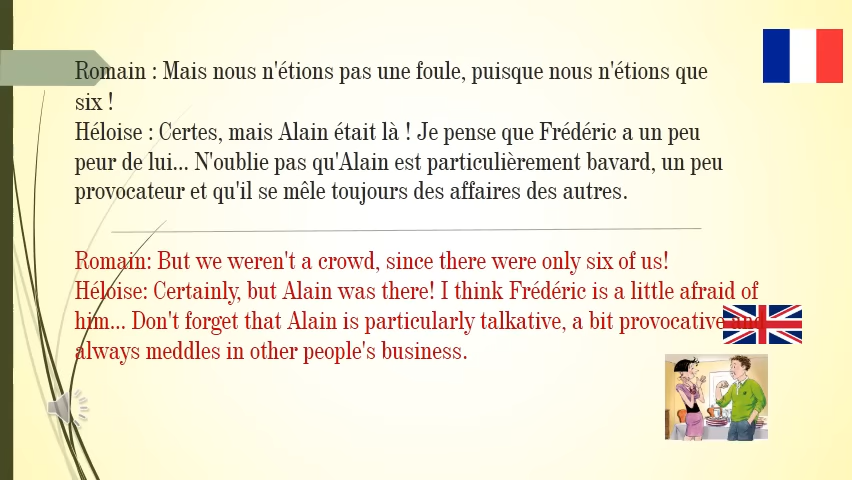 Romain : Mais nous n'étions pas une foule, puisque nous n'étions que
six !
Héloise : Certes, mais Alain était là ! Je pense que Frédéric a un peu
peur de lui... N'oublie pas qu'Alain est particulièrement bavard, un peu
provocateur et qu'il se mêle toujours des affaires des autres.
Romain: But we weren't a crowd, since there were only six of us!
Héloise: Certainly, but Alain was there! I think Frédéric is a little afraid of
him... Don't forget that Alain is particularly talkative, a bit provocative and
always meddles in other people's business.